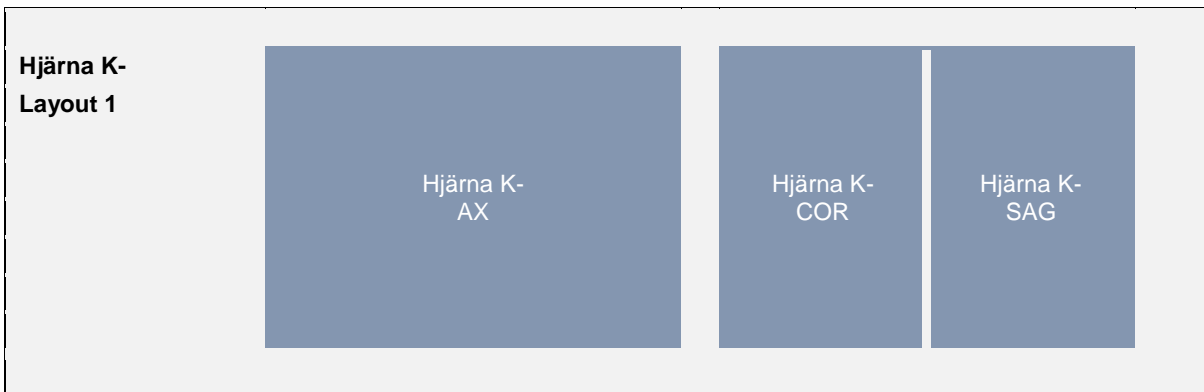 Hjärna K-
Layout 1
Hjärna K-
AX
Hjärna K-
COR
Hjärna K-
SAG